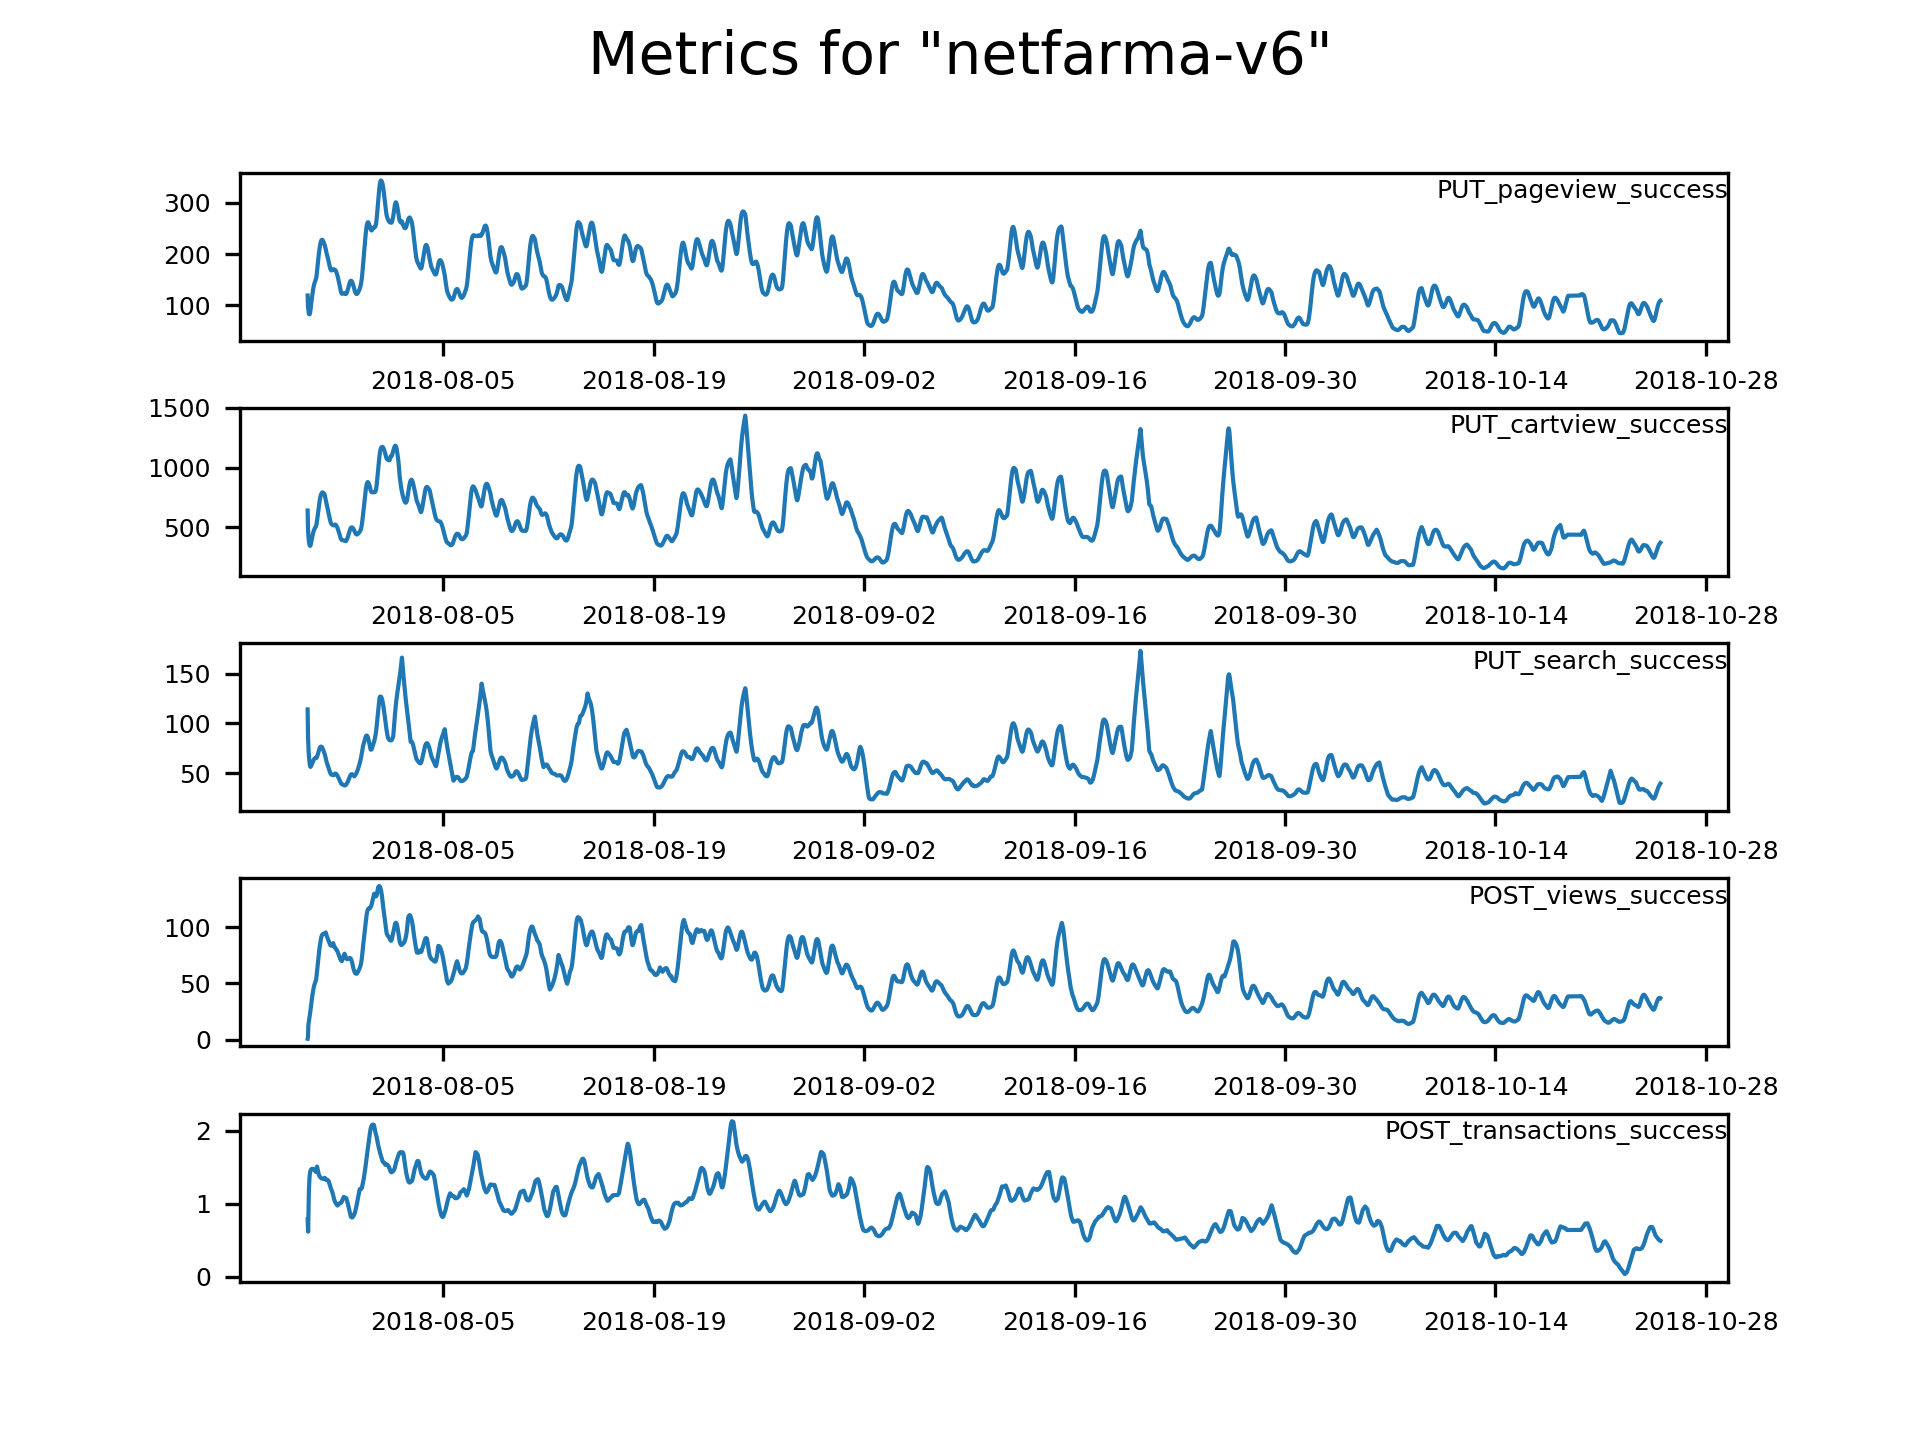 Metrics for "netfarma-v6"
PUT_pageview_success
300
200
100
2018-08-05 2018-08-19 2018-09-02 2018-09-16 2018-09-30 2018-10-14 2018-10-28
1500
PUT_cartview_success
1000
500
2018-08-05 2018-08-19 2018-09-02 2018-09-16 2018-09-30 2018-10-14 2018-10-28
PUT_search_success
150
100
50
2018-08-05 2018-08-19 2018-09-02 2018-09-16 2018-09-30 2018-10-14 2018-10-28
POST_views_success
100
50
0
2018-08-05 2018-08-19 2018-09-02 2018-09-16 2018-09-30 2018-10-14 2018-10-28
2 POST_transactions_success
1
0
2018-08-05 2018-08-19 2018-09-02 2018-09-16 2018-09-30 2018-10-14 2018-10-28